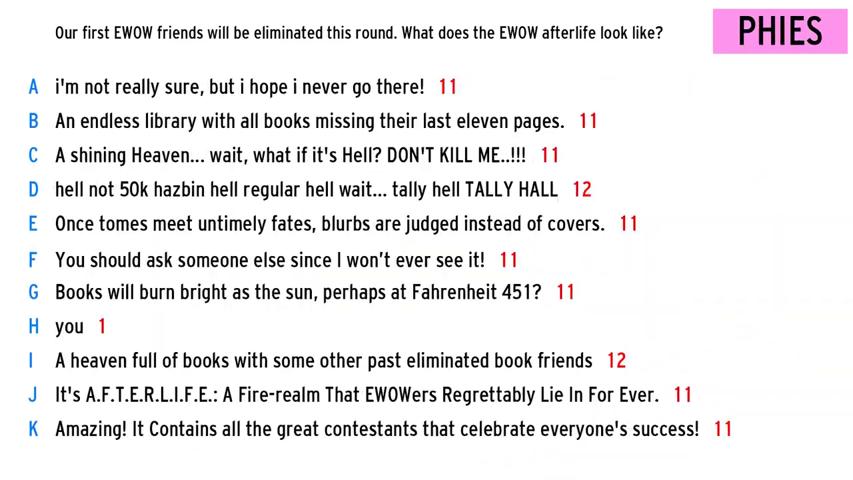 Our first EWOW friends will be eliminated this round. What does the EWOW afterlife look like?
PHIES
A i'm not really sure, but i hope i never go there! 11
B An endless library with all books missing their last eleven pages. 11
C A shining Heaven... wait, what if it's Hell? DON'T KILL ME..!!! 11
D hell not 50k hazbin hell regular hell wait... tally hell TALLY HALL 12
E Once tomes meet untimely fates, blurbs are judged instead of covers. 11
F You should ask someone else since I won’t ever see it! 11
G Books will burn bright as the sun, perhaps at Fahrenheit 451? 11
H you 1
I A heaven full of books with some other past eliminated book friends 12
J It's A.F.T.E.R.L.I.F.E.: A Fire-realm That EWOWers Regrettably Lie In For Ever. 11
K Amazing! It Contains all the great contestants that celebrate everyone's success! 11